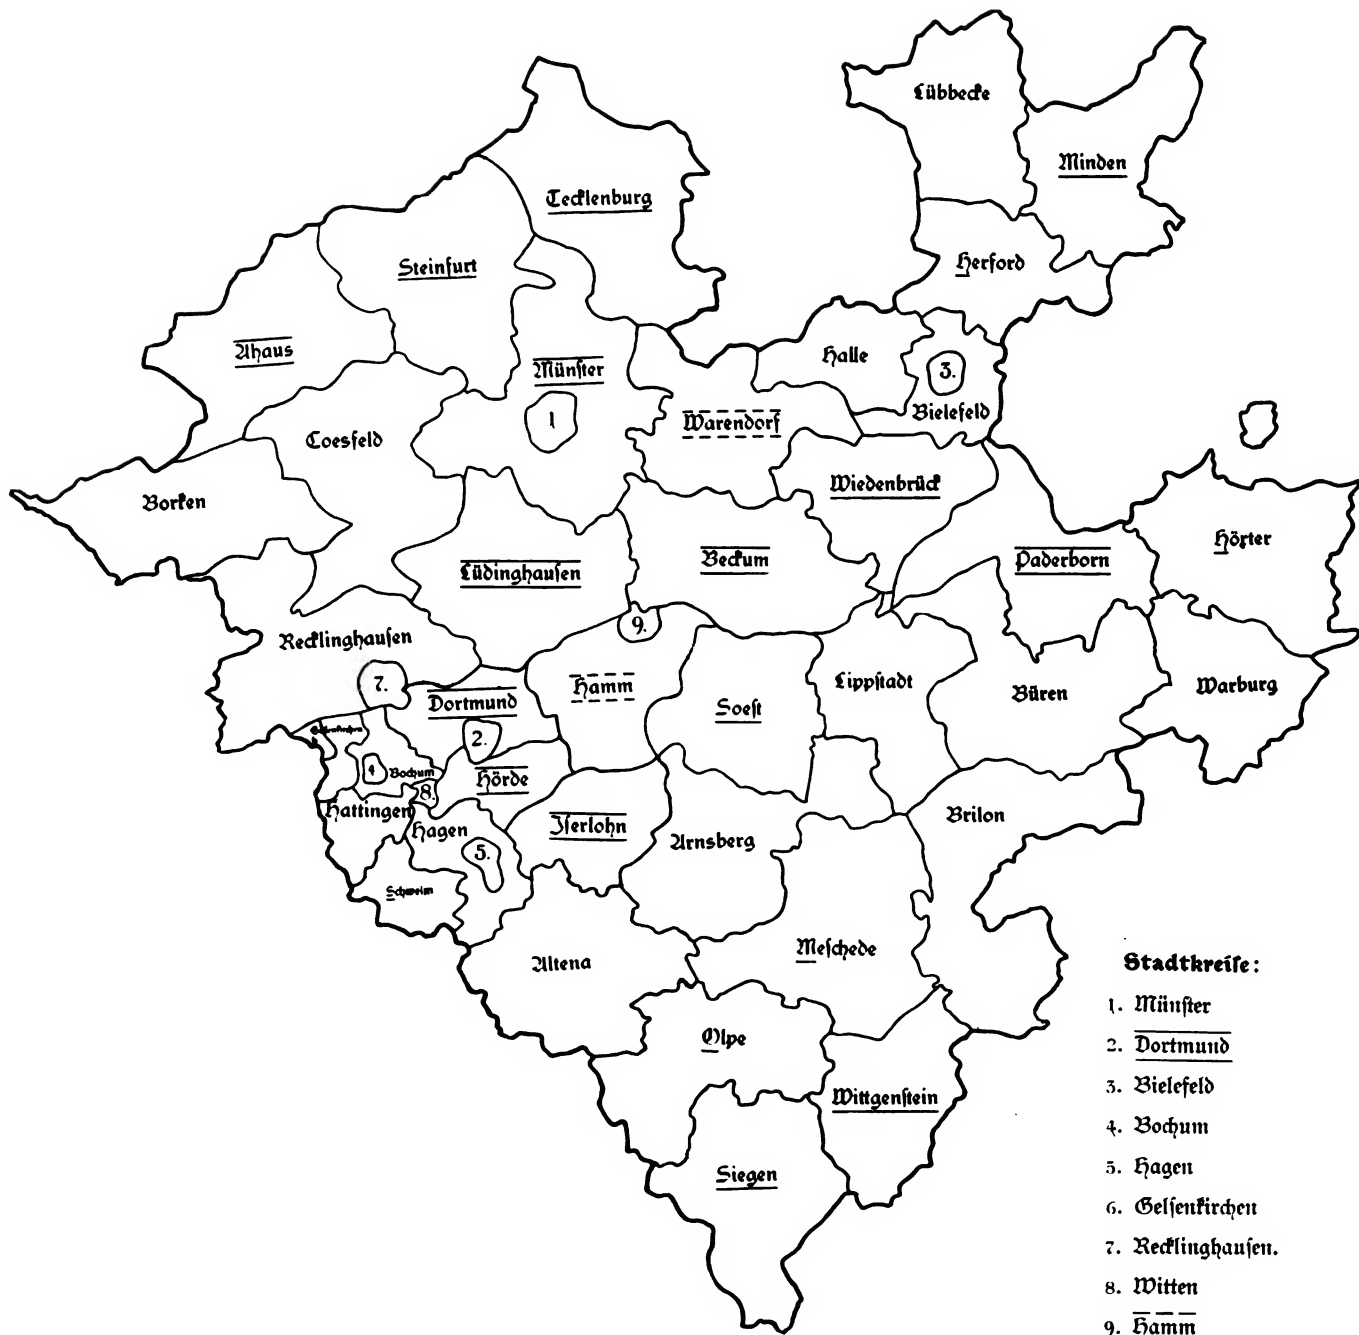 Lübbecke
Minden
Tecklenburg
Steinfurt
Herford
Ahaus
Münster
Halle
3.
1
Bielefeld
Warendorf
Coesfeld
Wiedenbrück
Borken
Höxter
Lüdinghausen
Beckum
Paderborn
9.
Recklinghausen
7.
Hamm
Lippstadt
Büren
Warburg
Dortmund
Soest
Gelsenkirchen
2.
4
Bochum
Hörde
8.
Hattingen
Hagen
Iserlohn
Arnsberg
Brilon
5.
Schwelm
Altena
Meschede
Olpe
Wittgenstein
Siegen
Stadtkreise:
1. Münster
2. Dortmund
3. Bielefeld
4. Bochum
5. Hagen
6. Gelsenkirchen
7. Recklinghausen.
8. Witten
9. Hamm